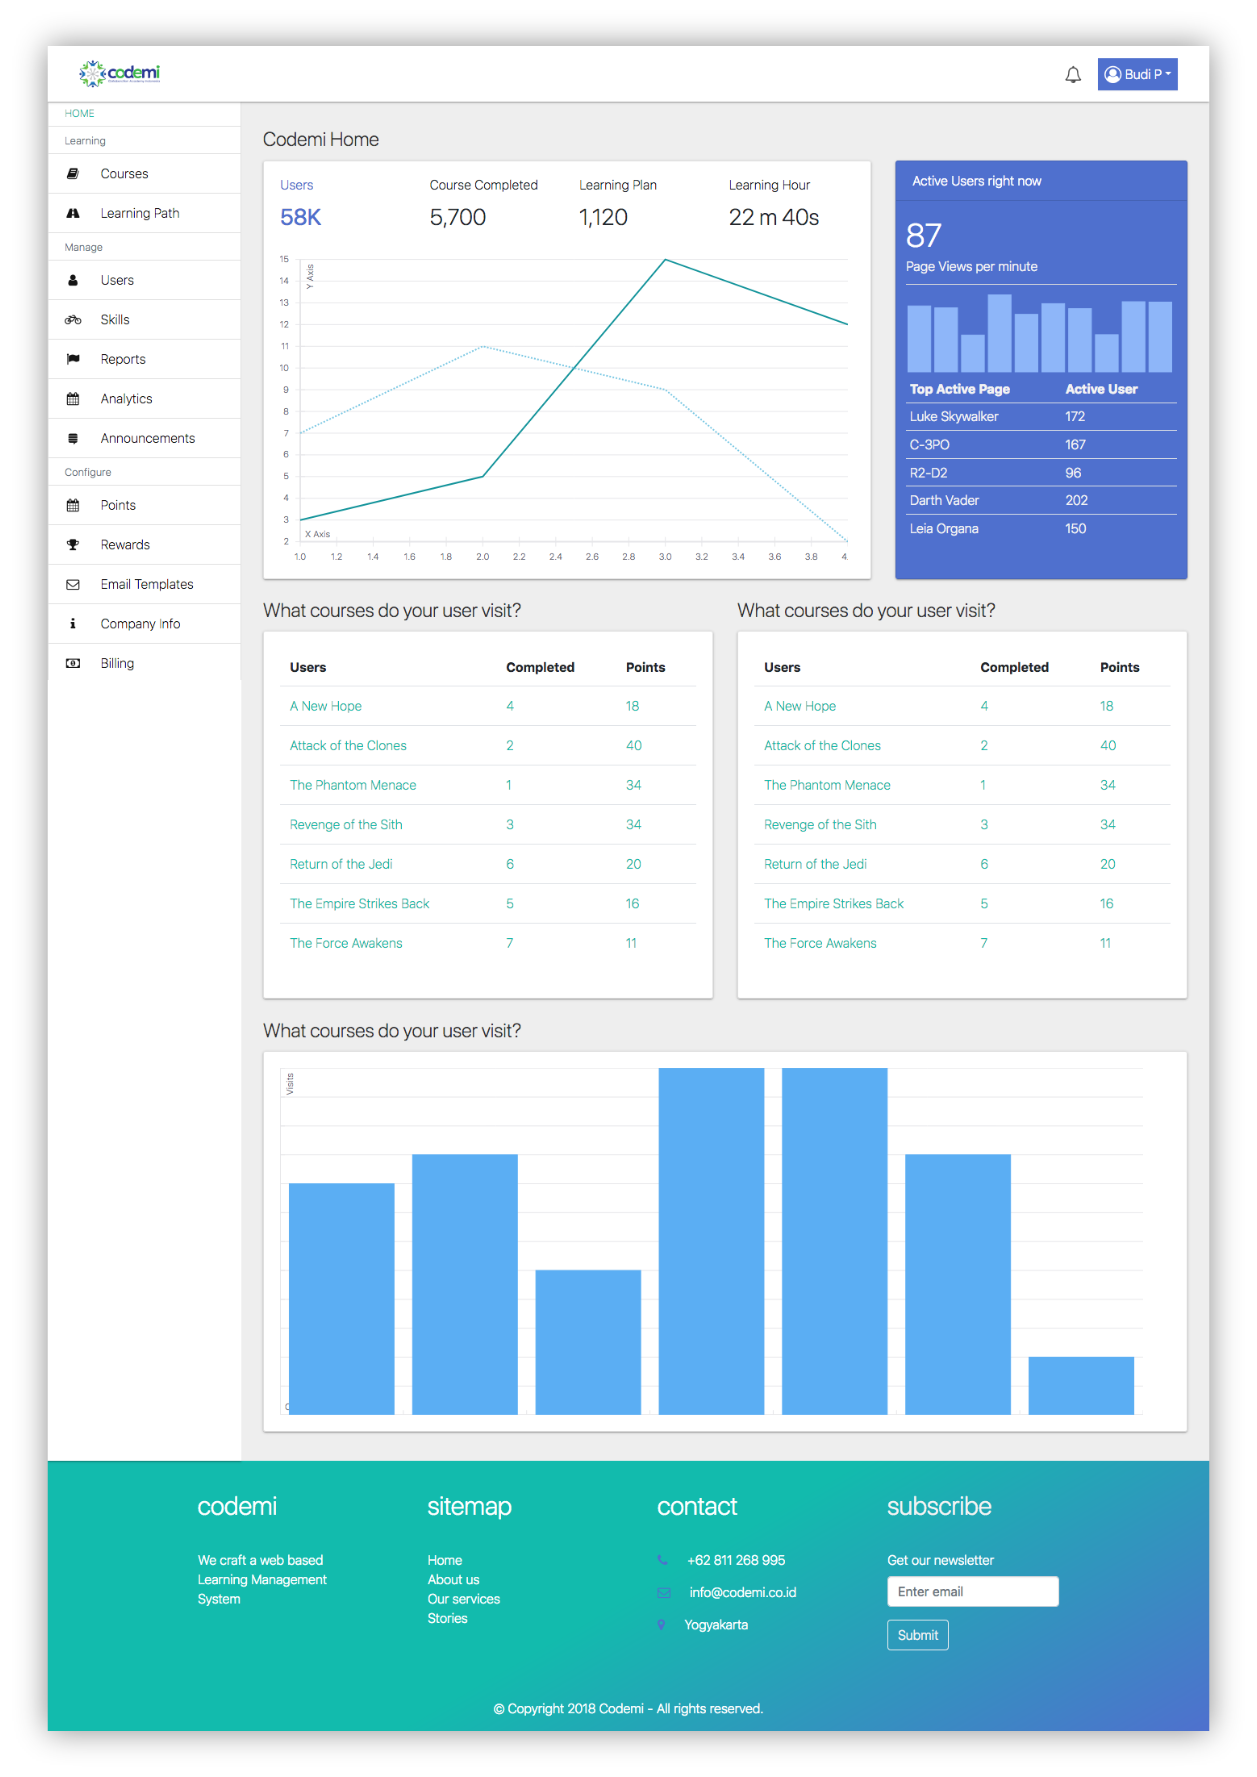 codemi
Budi P
HOME
Learning
Courses
Learning Path
Manage
Users
Skills
Reports
Analytics
Announcements
Configure
Points
Rewards
Email Templates
Company Info
Billing
Codemi Home
Users Course Completed Learning Plan Learning Hour
58K 5,700 1,120 22 m 40s
Y Axis
15
14
13
12
11
10
9
8
7
6
5
4
3
2
X Axis
1.0 1.2 1.4 1.6 1.8 2.0 2.2 2.4 2.6 2.8 3.0 3.2 3.4 3.6 3.8 4.
Active Users right now
87
Page Views per minute
Top Active Page Active User
Luke Skywalker 172
C-3PO 167
R2-D2 96
Darth Vader 202
Leia Organa 150
What courses do your user visit?
Users Completed Points
A New Hope 4 18
Attack of the Clones 2 40
The Phantom Menace 1 34
Revenge of the Sith 3 34
Return of the Jedi 6 20
The Empire Strikes Back 5 16
The Force Awakens 7 11
What courses do your user visit?
Users Completed Points
A New Hope 4 18
Attack of the Clones 2 40
The Phantom Menace 1 34
Revenge of the Sith 3 34
Return of the Jedi 6 20
The Empire Strikes Back 5 16
The Force Awakens 7 11
What courses do your user visit?
Visits
codemi
We craft a web based
Learning Management
System
sitemap
Home
About us
Our services
Stories
contact
+62 811 268 995
info@codemi.co.id
Yogyakarta
subscribe
Get our newsletter
Enter email
Submit
© Copyright 2018 Codemi - All rights reserved.